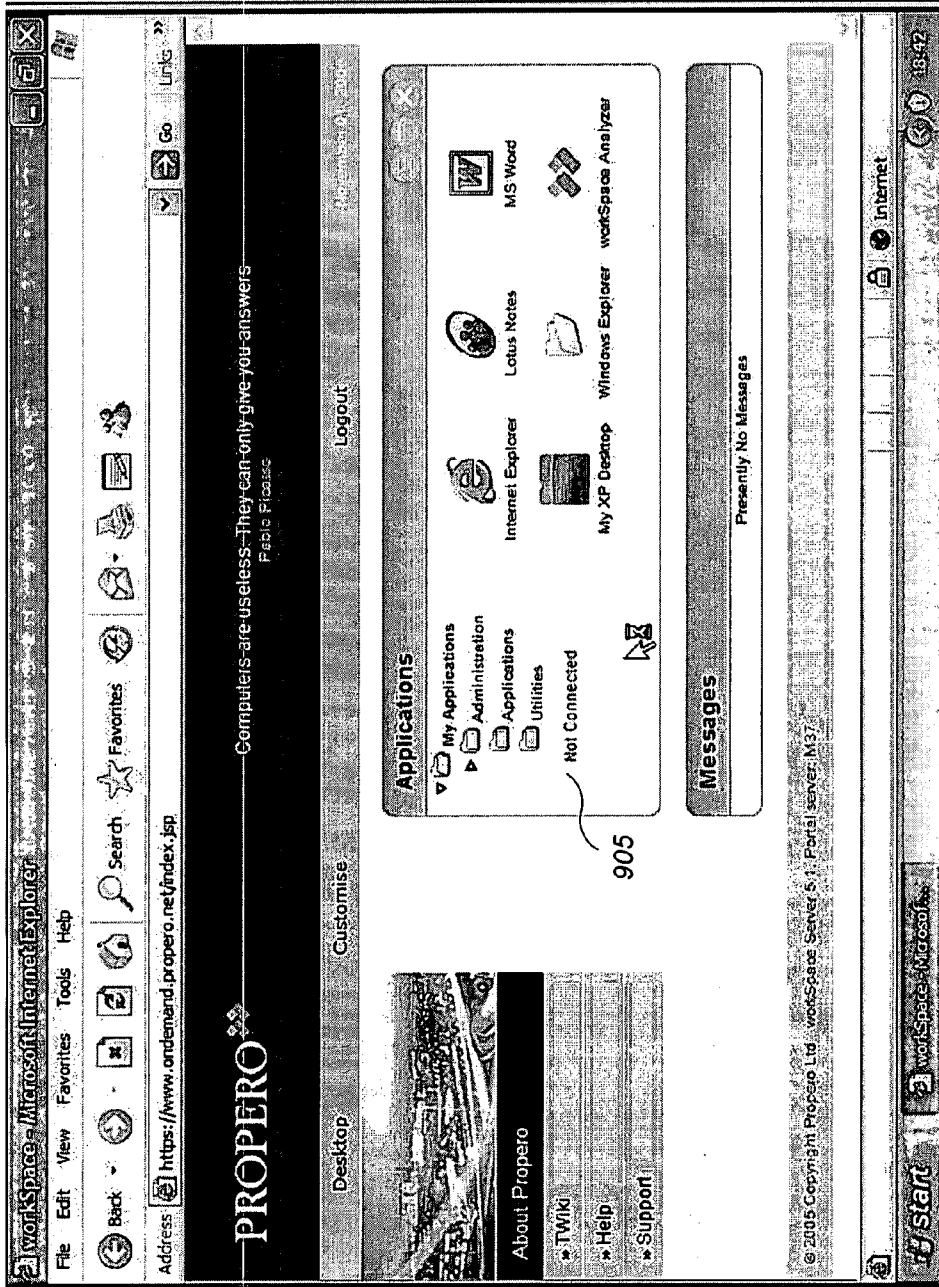 workSpace - Microsoft Internet Explorer
File Edit View Favorites Tools Help
Back Search Favorites
Address https://www.ondemand.propero.net/index.jsp Go Links »
PROPERO
Computers are useless. They can only give you answers
Pablo Picasso
Desktop Customise Logout
About Propero
» TWiki
» Help
» Support
Applications
My Applications
Administration
Applications
Utilities
Not Connected
905
Internet Explorer
Lotus Notes
MS Word
My XP Desktop
Windows Explorer
workSpace Analyzer
Messages
Presently No Messages
© 2005 Copyright Propero Ltd workSpace Server 5.1. Portal server: M37.
Internet
start workSpace - Microsoft... 18:42